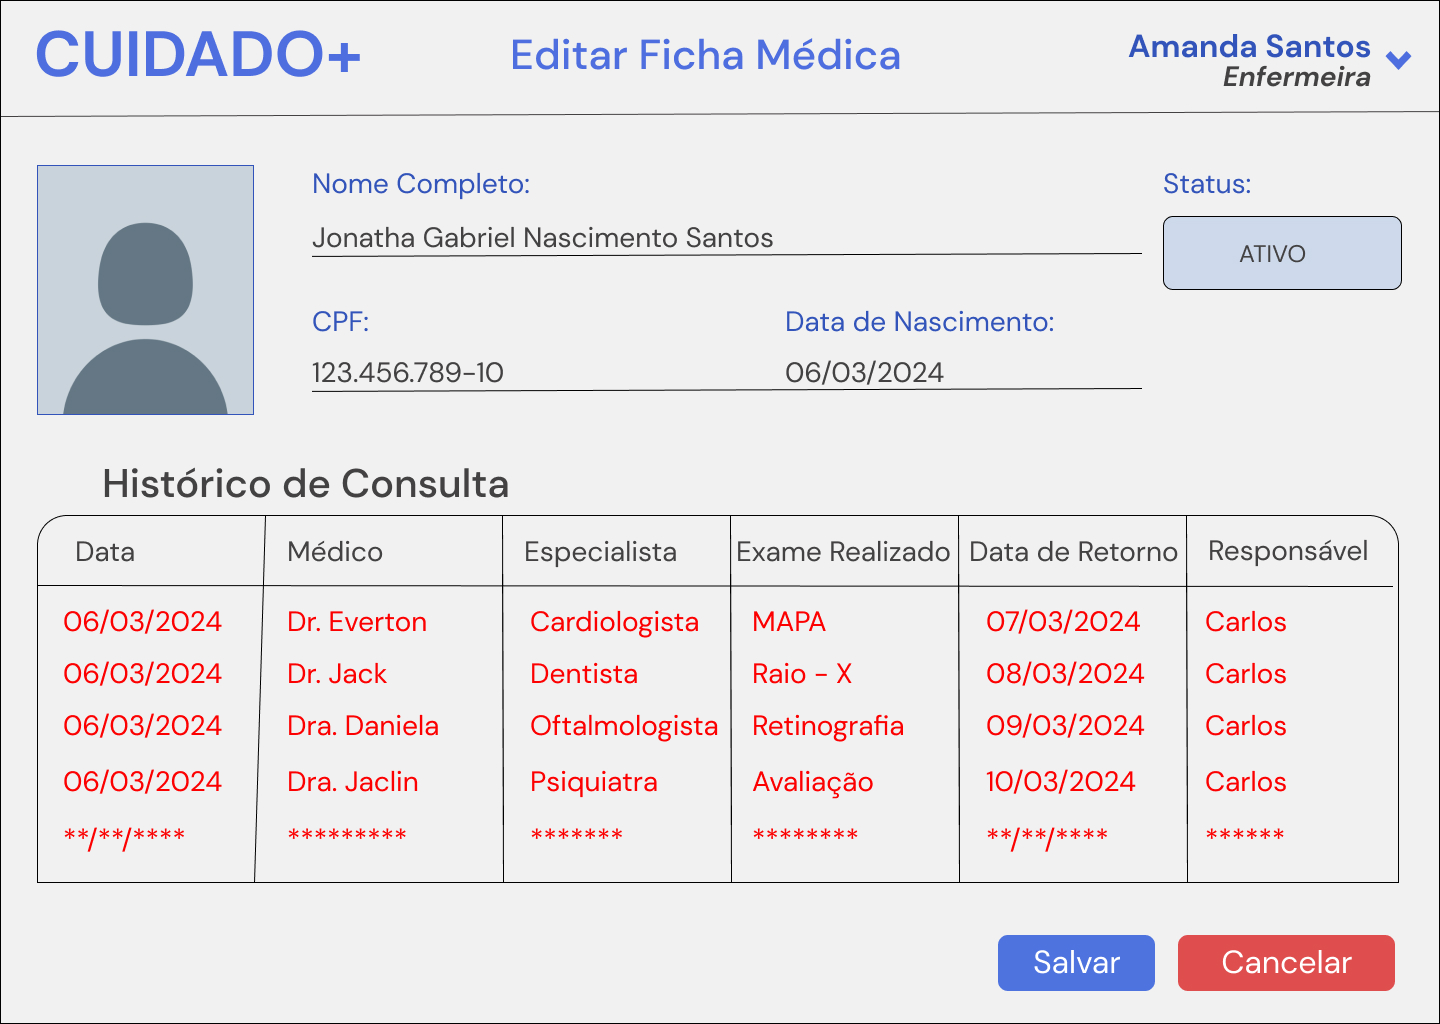 CUIDADO+
Editar Ficha Médica
Amanda Santos
Enfermeira
Nome Completo:
Jonatha Gabriel Nascimento Santos
Status:
ATIVO
CPF:
Data de Nascimento:
123.456.789-10
06/03/2024
Histórico de Consulta
Data Médico Especialista Exame Realizado Data de Retorno Responsável
06/03/2024 Dr. Everton Cardiologista MAPA 07/03/2024 Carlos
06/03/2024 Dr. Jack Dentista Raio - X 08/03/2024 Carlos
06/03/2024 Dra. Daniela Oftalmologista Retinografia 09/03/2024 Carlos
06/03/2024 Dra. Jaclin Psiquiatra Avaliação 10/03/2024 Carlos
**/**/**** ********* ******* ******** **/**/**** ******
Salvar Cancelar